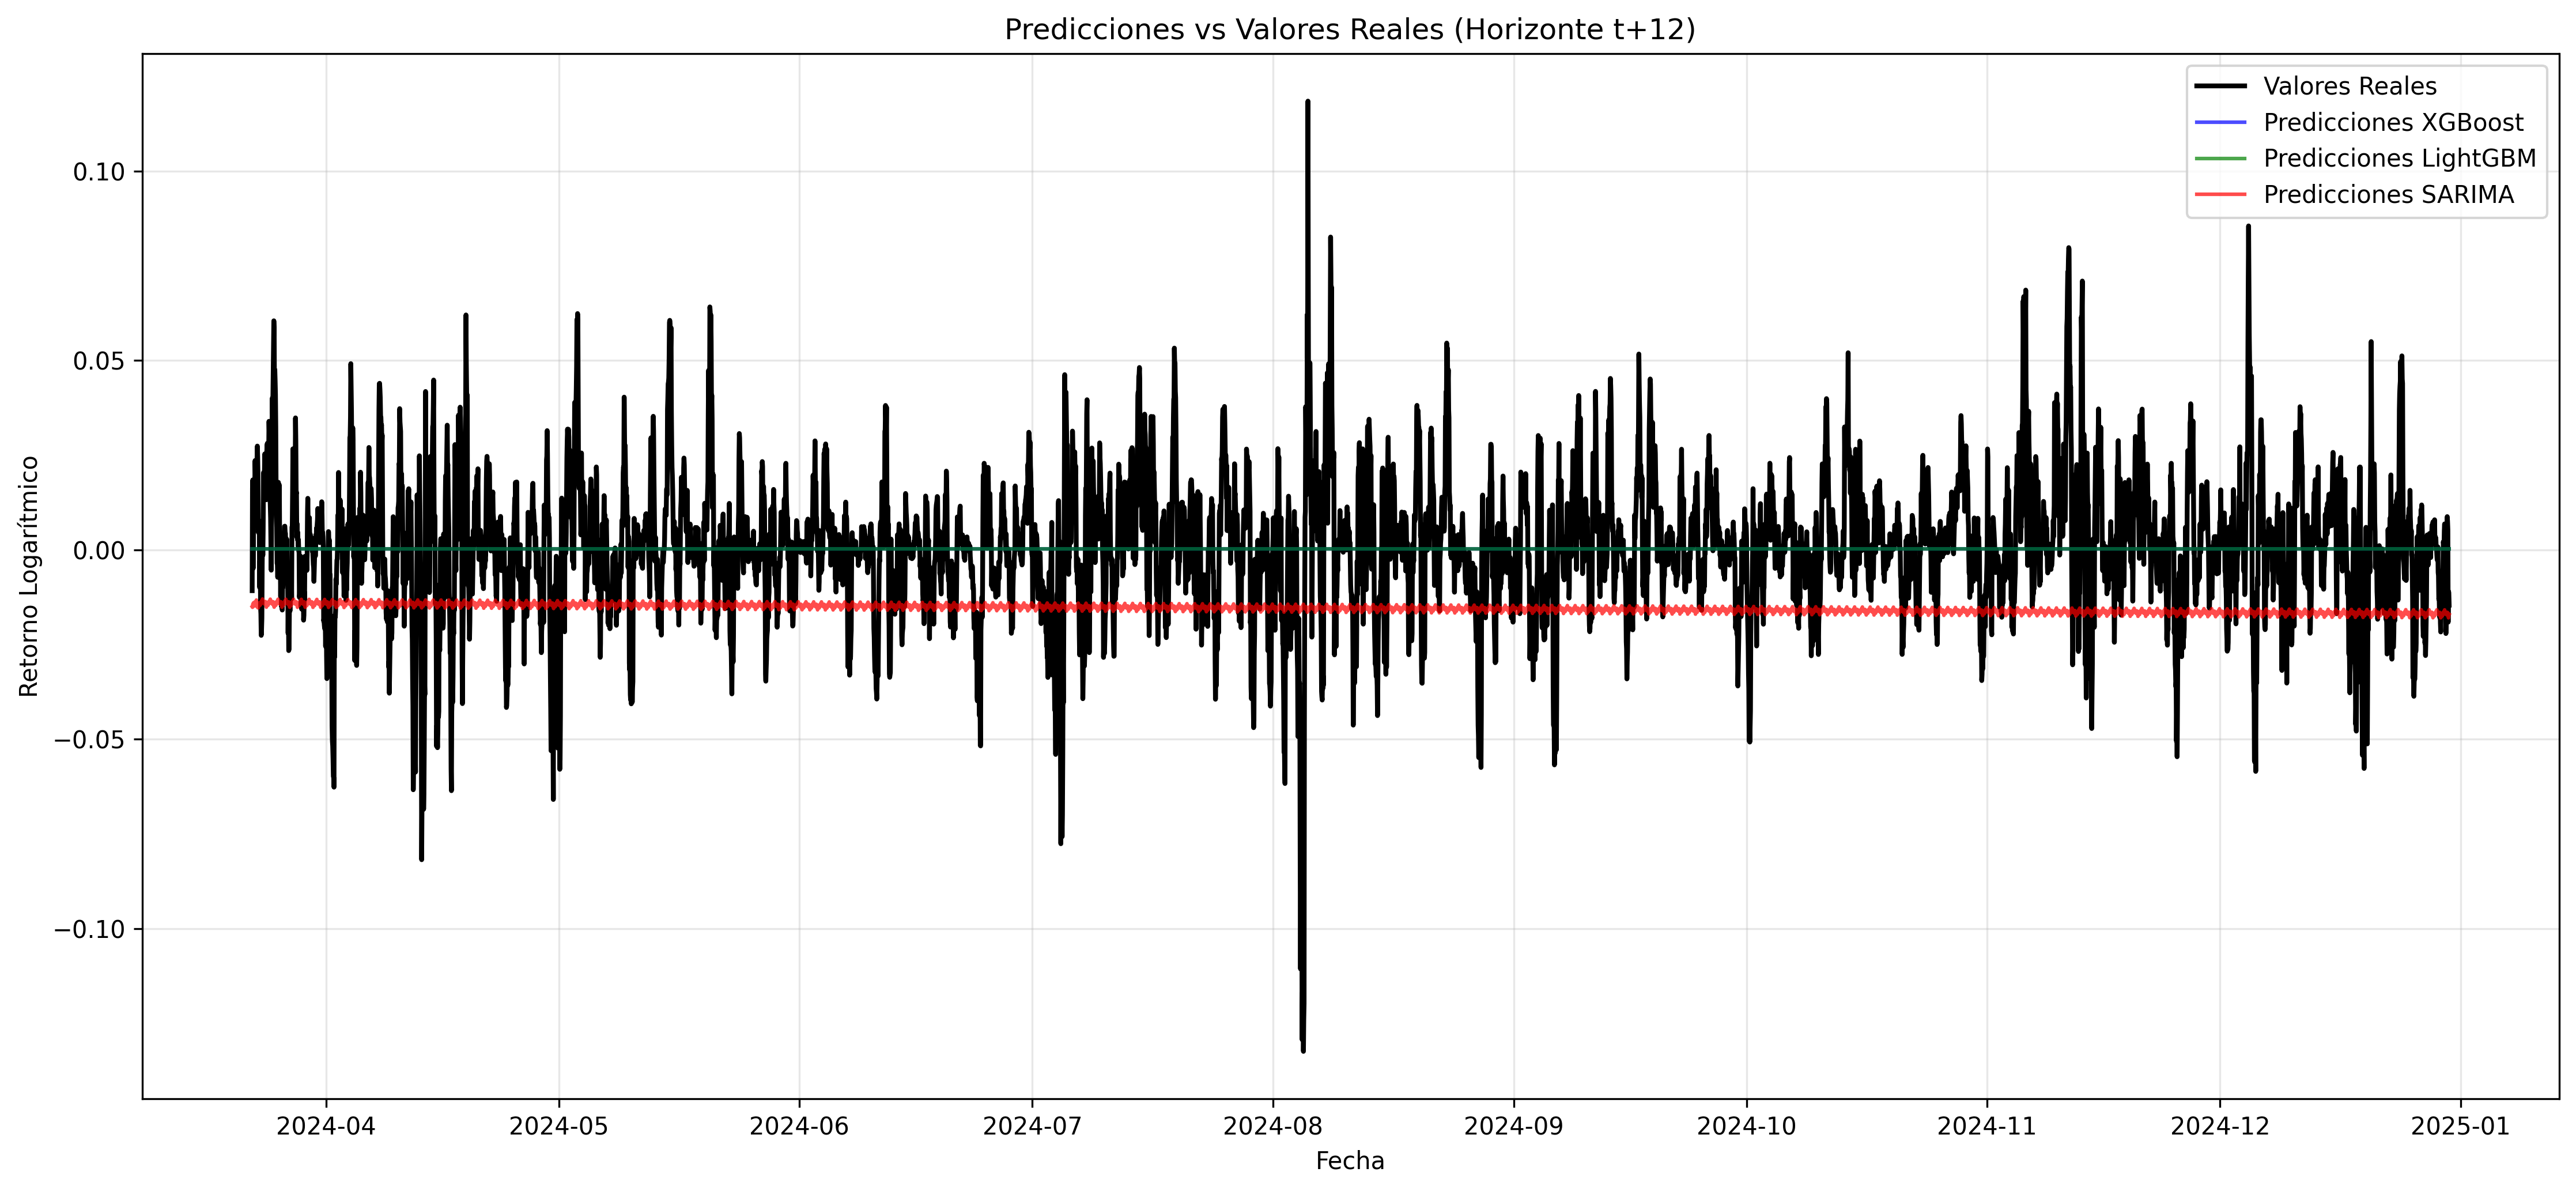 Predicciones vs Valores Reales (Horizonte t+12)
Valores Reales
Predicciones XGBoost
Predicciones LightGBM
Predicciones SARIMA
Retorno Logarítmico
0.10
0.05
0.00
−0.05
−0.10
2024-04 2024-05 2024-06 2024-07 2024-08 2024-09 2024-10 2024-11 2024-12 2025-01
Fecha